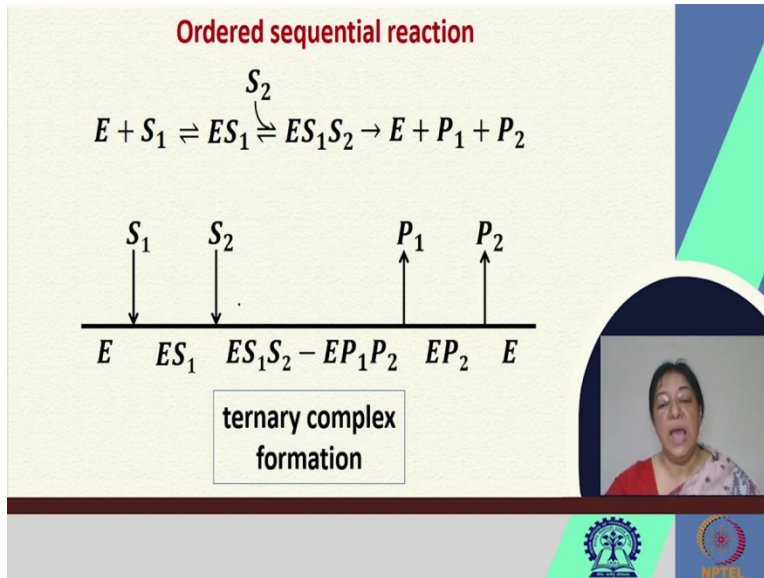 Ordered sequential reaction
S₂
E + S₁ ⇌ ES₁ ⇌ ES₁S₂ → E + P₁ + P₂
S₁ S₂ P₁ P₂
E ES₁ ES₁S₂ − EP₁P₂ EP₂ E
ternary complex
formation
NPTEL